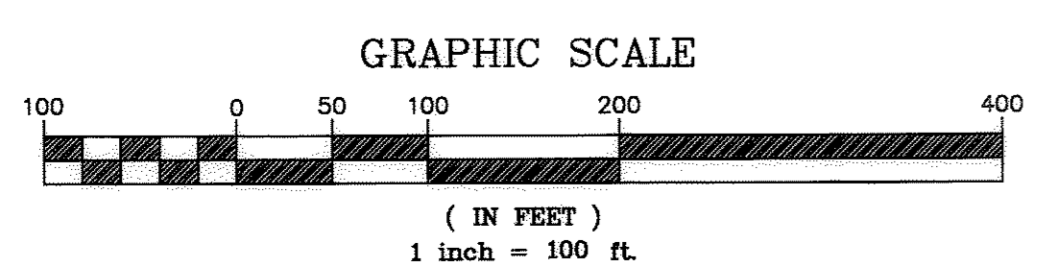 GRAPHIC SCALE
100 0 50 100 200 400
( IN FEET )
1 inch = 100 ft.